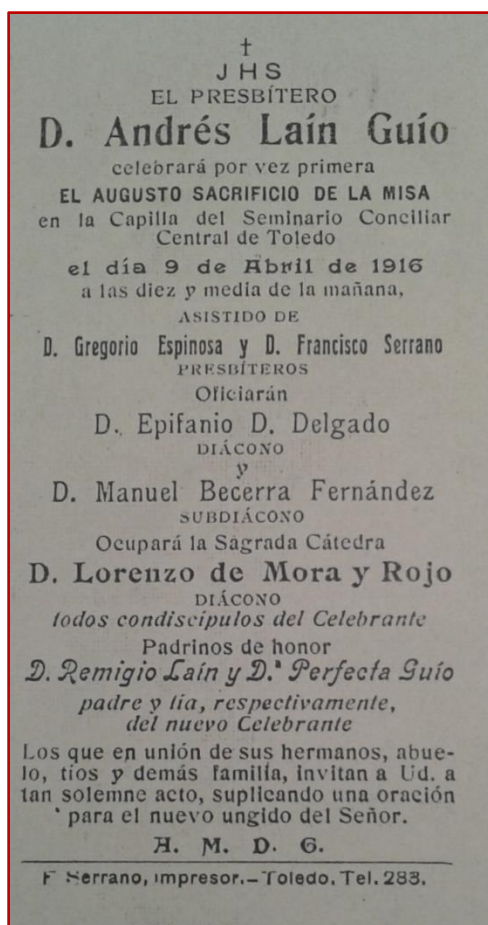 †
JHS
EL PRESBÍTERO
D. Andrés Laín Guío
celebrará por vez primera
EL AUGUSTO SACRIFICIO DE LA MISA
en la Capilla del Seminario Conciliar
Central de Toledo
el día 9 de Abril de 1916
a las diez y media de la mañana,
ASISTIDO DE
D. Gregorio Espinosa y D. Francisco Serrano
PRESBÍTEROS
Oficiarán
D. Epifanio D. Delgado
DIÁCONO
y
D. Manuel Becerra Fernández
SUBDIÁCONO
Ocupará la Sagrada Cátedra
D. Lorenzo de Mora y Rojo
DIÁCONO
todos condiscipulos del Celebrante
Padrinos de honor
D. Remigio Laín y D.ª Perfecta Guío
padre y tía, respectivamente,
del nuevo Celebrante
Los que en unión de sus hermanos, abue-
lo, tíos y demás familia, invitan a Ud. a
tan solemne acto, suplicando una oración
para el nuevo ungido del Señor.
A. M. D. G.
F Serrano, impresor.—Toledo. Tel. 283.